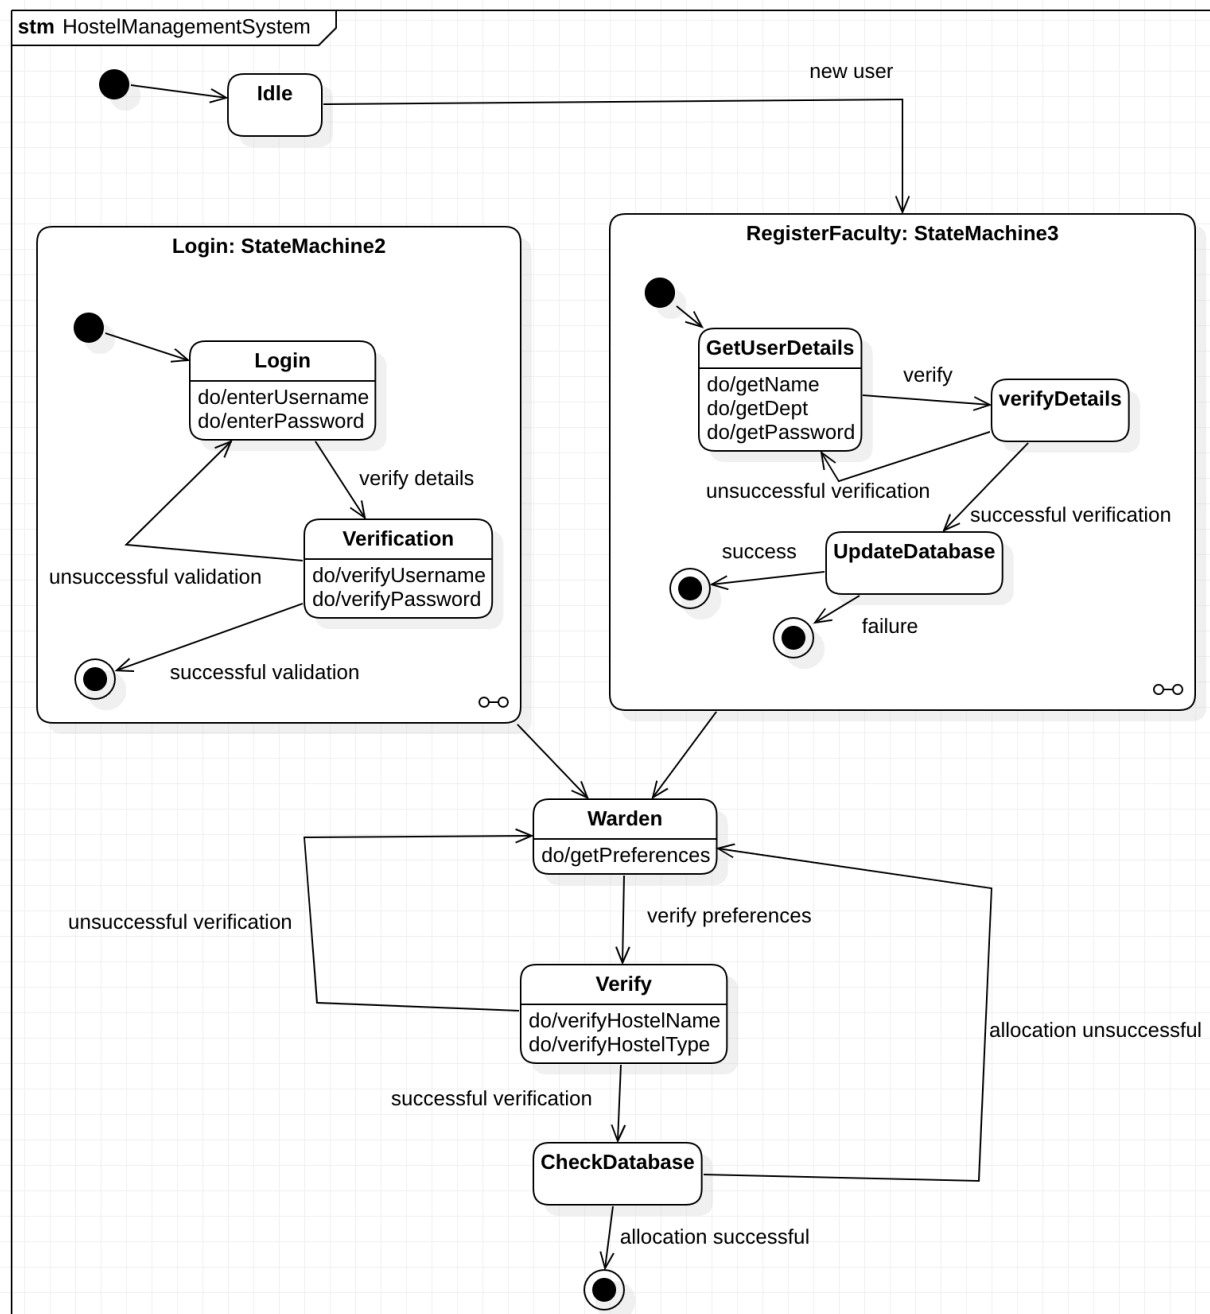 stm HostelManagementSystem
new user
Idle
Login: StateMachine2
Login
do/enterUsername
do/enterPassword
verify details
Verification
do/verifyUsername
do/verifyPassword
unsuccessful validation
successful validation
RegisterFaculty: StateMachine3
GetUserDetails
do/getName
do/getDept
do/getPassword
verify
verifyDetails
unsuccessful verification
successful verification
UpdateDatabase
success
failure
Warden
do/getPreferences
unsuccessful verification
verify preferences
Verify
do/verifyHostelName
do/verifyHostelType
allocation unsuccessful
successful verification
CheckDatabase
allocation successful